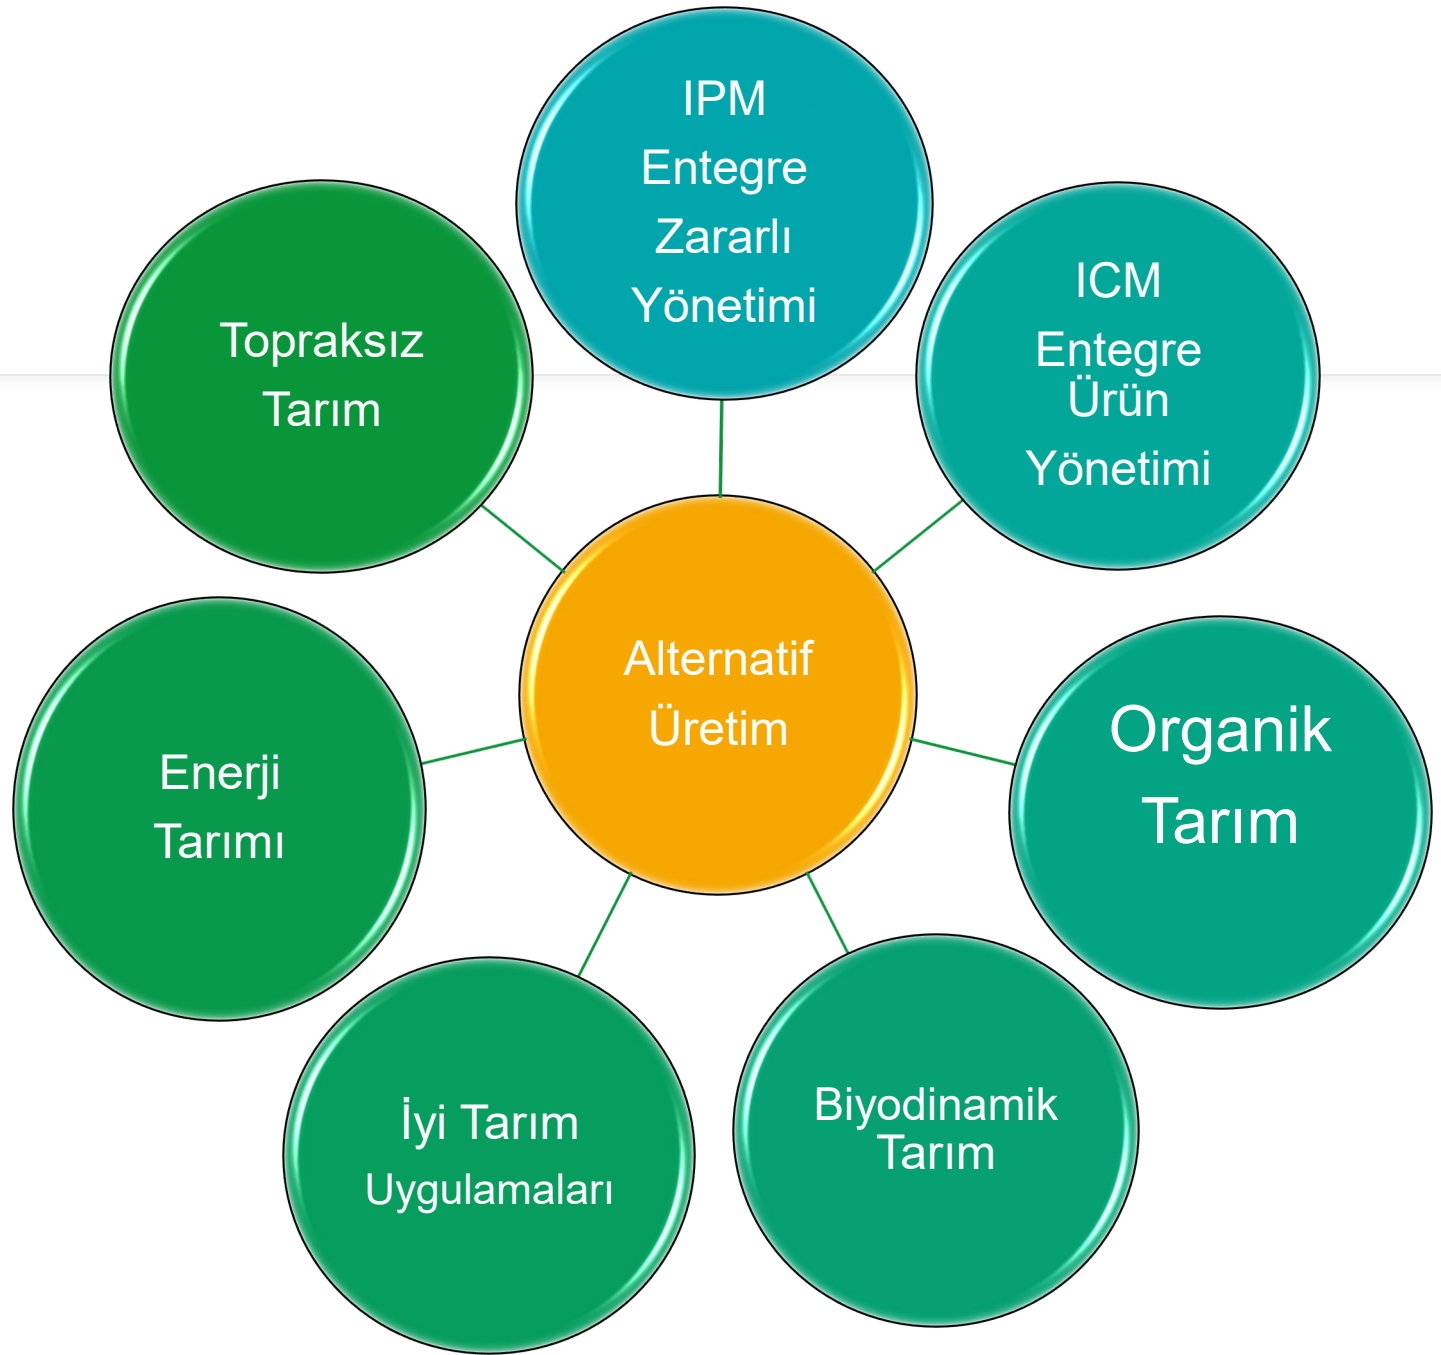 IPM
Entegre
Zararlı
Yönetimi
ICM
Entegre
Ürün
Yönetimi
Organik
Tarım
Biyodinamik
Tarım
İyi Tarım
Uygulamaları
Enerji
Tarımı
Topraksız
Tarım
Alternatif
Üretim